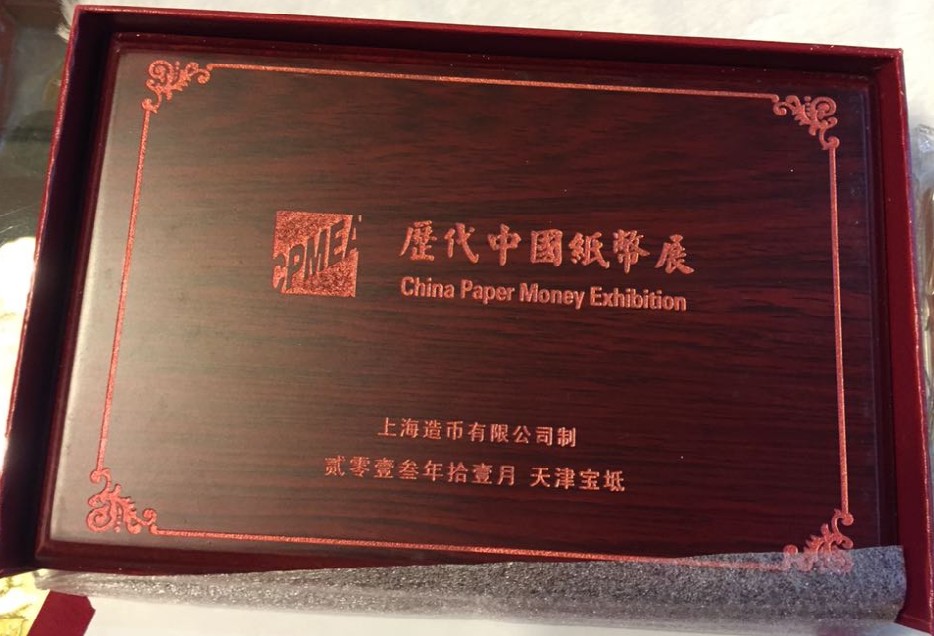 CPMEA
歷代中國紙幣展
China Paper Money Exhibition
上海造币有限公司制
贰零壹叁年拾壹月 天津宝坻